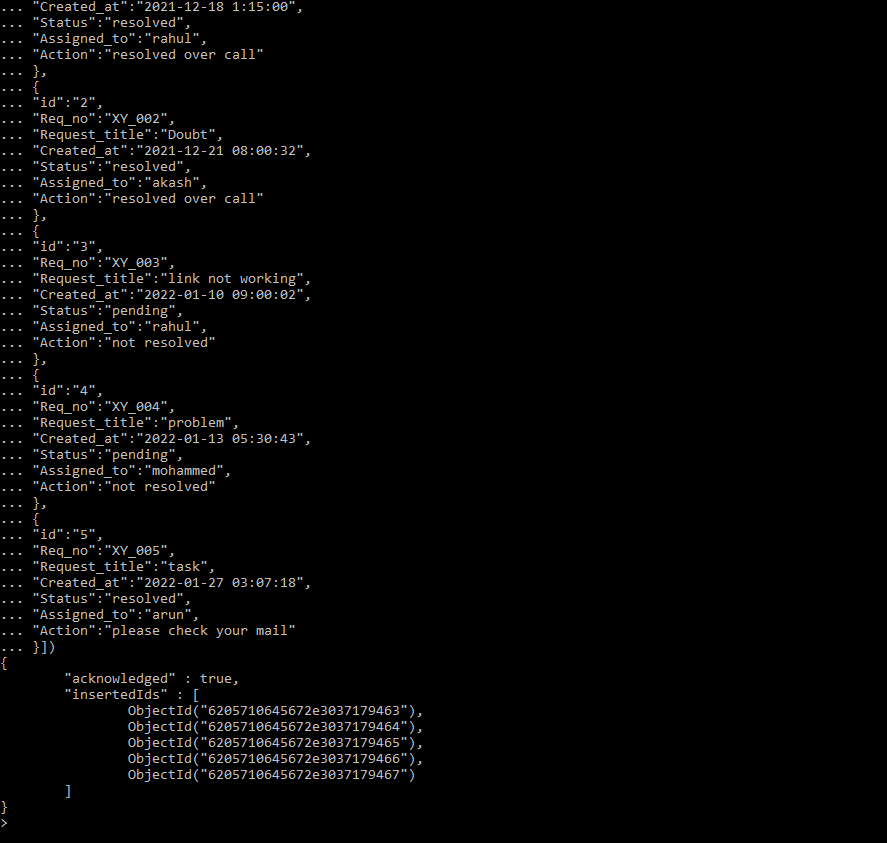 ... "Created_at":"2021-12-18 1:15:00",
... "Status":"resolved",
... "Assigned_to":"rahul",
... "Action":"resolved over call"
... },
... {
... "id":"2",
... "Req_no":"XY_002",
... "Request_title":"Doubt",
... "Created_at":"2021-12-21 08:00:32",
... "Status":"resolved",
... "Assigned_to":"akash",
... "Action":"resolved over call"
... },
... {
... "id":"3",
... "Req_no":"XY_003",
... "Request_title":"link not working",
... "Created_at":"2022-01-10 09:00:02",
... "Status":"pending",
... "Assigned_to":"rahul",
... "Action":"not resolved"
... },
... {
... "id":"4",
... "Req_no":"XY_004",
... "Request_title":"problem",
... "Created_at":"2022-01-13 05:30:43",
... "Status":"pending",
... "Assigned_to":"mohammed",
... "Action":"not resolved"
... },
... {
... "id":"5",
... "Req_no":"XY_005",
... "Request_title":"task",
... "Created_at":"2022-01-27 03:07:18",
... "Status":"resolved",
... "Assigned_to":"arun",
... "Action":"please check your mail"
... }])
{
"acknowledged" : true,
"insertedIds" : [
ObjectId("6205710645672e3037179463"),
ObjectId("6205710645672e3037179464"),
ObjectId("6205710645672e3037179465"),
ObjectId("6205710645672e3037179466"),
ObjectId("6205710645672e3037179467")
]
}
>